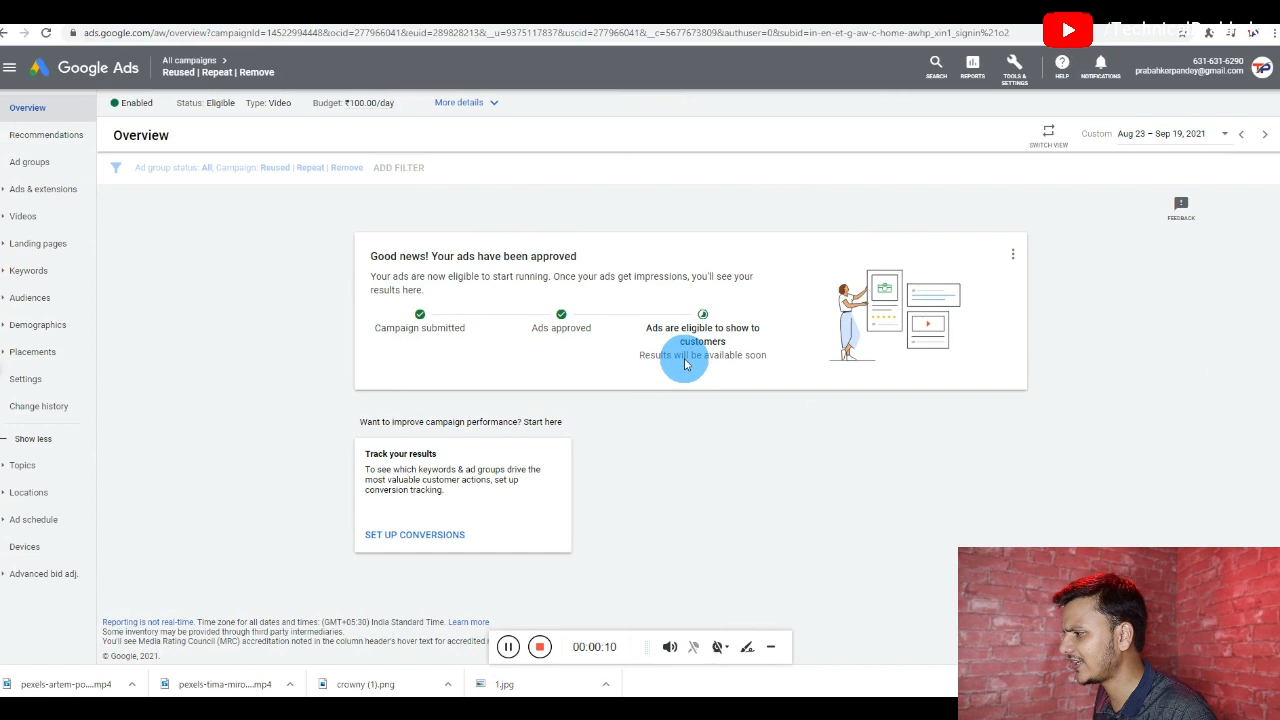 ads.google.com/aw/overview?campaignId=14522994448&ocid=277966041&euid=289828213&__u=9375117837&uscid=277966041&__c=5677673809&authuser=0&subid=in-en-et-g-aw-c-home-awhp_xin1_signin%21o2
Google Ads
All campaigns
Reused | Repeat | Remove
SEARCH
REPORTS
TOOLS &
SETTINGS
HELP
NOTIFICATIONS
631-631-6290
prabahkerpandey@gmail.com
Overview
Enabled Status: Eligible Type: Video Budget: ₹100.00/day More details
Recommendations
Overview
SWITCH VIEW
Custom Aug 23 – Sep 19, 2021
Ad groups
Ad group status: All, Campaign: Reused | Repeat | Remove ADD FILTER
Ads & extensions
Videos
FEEDBACK
Landing pages
Keywords
Audiences
Demographics
Placements
Settings
Change history
Show less
Topics
Locations
Ad schedule
Devices
Advanced bid adj.
Good news! Your ads have been approved
Your ads are now eligible to start running. Once your ads get impressions, you'll see your
results here.
Campaign submitted
Ads approved
Ads are eligible to show to
customers
Results will be available soon
Want to improve campaign performance? Start here
Track your results
To see which keywords & ad groups drive the
most valuable customer actions, set up
conversion tracking.
SET UP CONVERSIONS
Reporting is not real-time. Time zone for all dates and times: (GMT+05:30) India Standard Time. Learn more
Some inventory may be provided through third party intermediaries.
You'll see Media Rating Council (MRC) accreditation noted in the column header's hover text for accredited
© Google, 2021.
00:00:10
pexels-artem-po....mp4
pexels-tima-miro....mp4
crowny (1).png
1.jpg